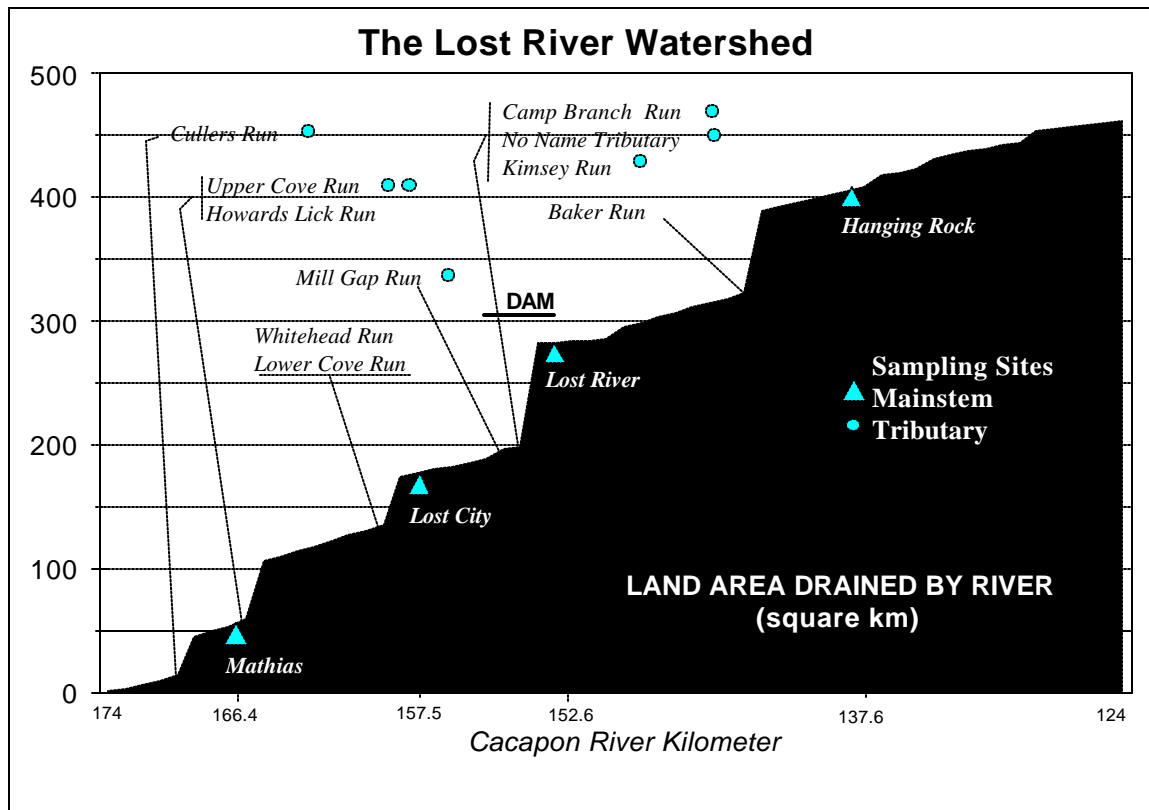 The Lost River Watershed
500
400
300
200
100
0
Cullers Run
Upper Cove Run
Howards Lick Run
Mill Gap Run
Whitehead Run
Lower Cove Run
Camp Branch Run
No Name Tributary
Kimsey Run
Baker Run
DAM
Hanging Rock
Lost River
Lost City
Mathias
Sampling Sites
Mainstem
Tributary
LAND AREA DRAINED BY RIVER
(square km)
174
166.4
157.5
152.6
137.6
124
Cacapon River Kilometer